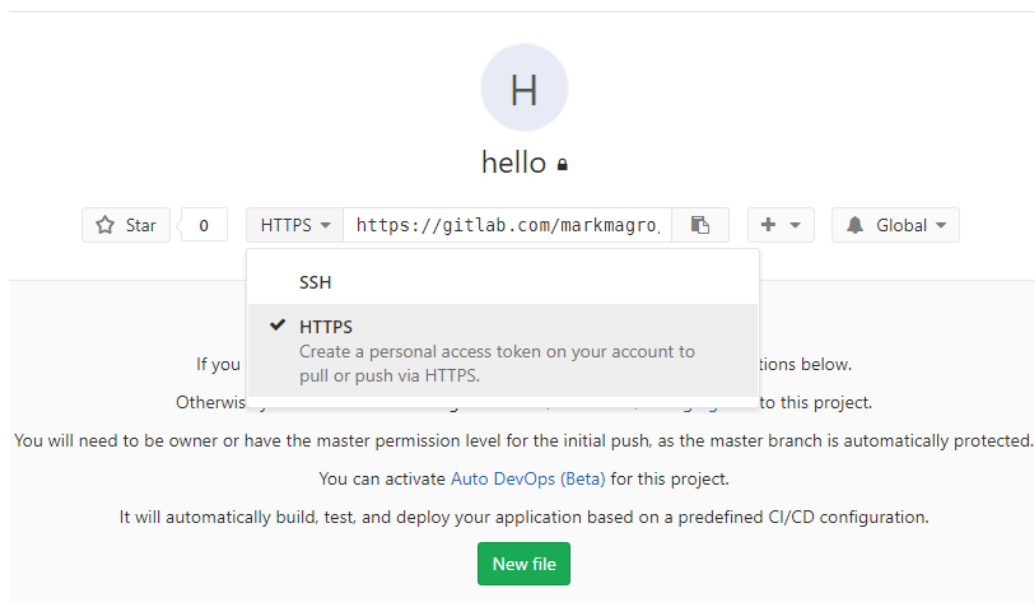 H
hello
Star 0 HTTPS https://gitlab.com/markmagro Global
SSH
HTTPS
Create a personal access token on your account to
pull or push via HTTPS.
If you tions below.
Otherwis to this project.
You will need to be owner or have the master permission level for the initial push, as the master branch is automatically protected.
You can activate Auto DevOps (Beta) for this project.
It will automatically build, test, and deploy your application based on a predefined CI/CD configuration.
New file